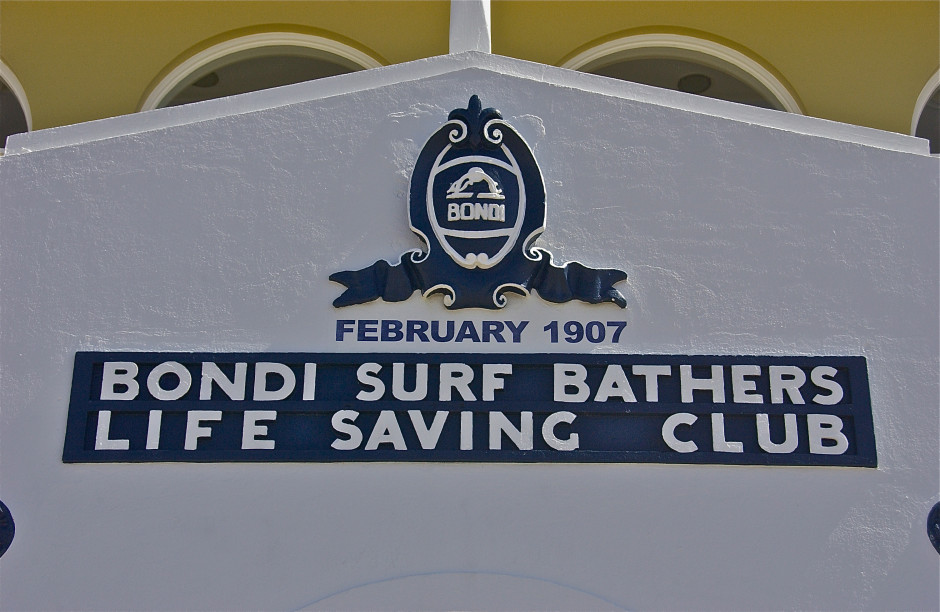 BONDI
FEBRUARY 1907
BONDI SURF BATHERS
LIFE SAVING CLUB